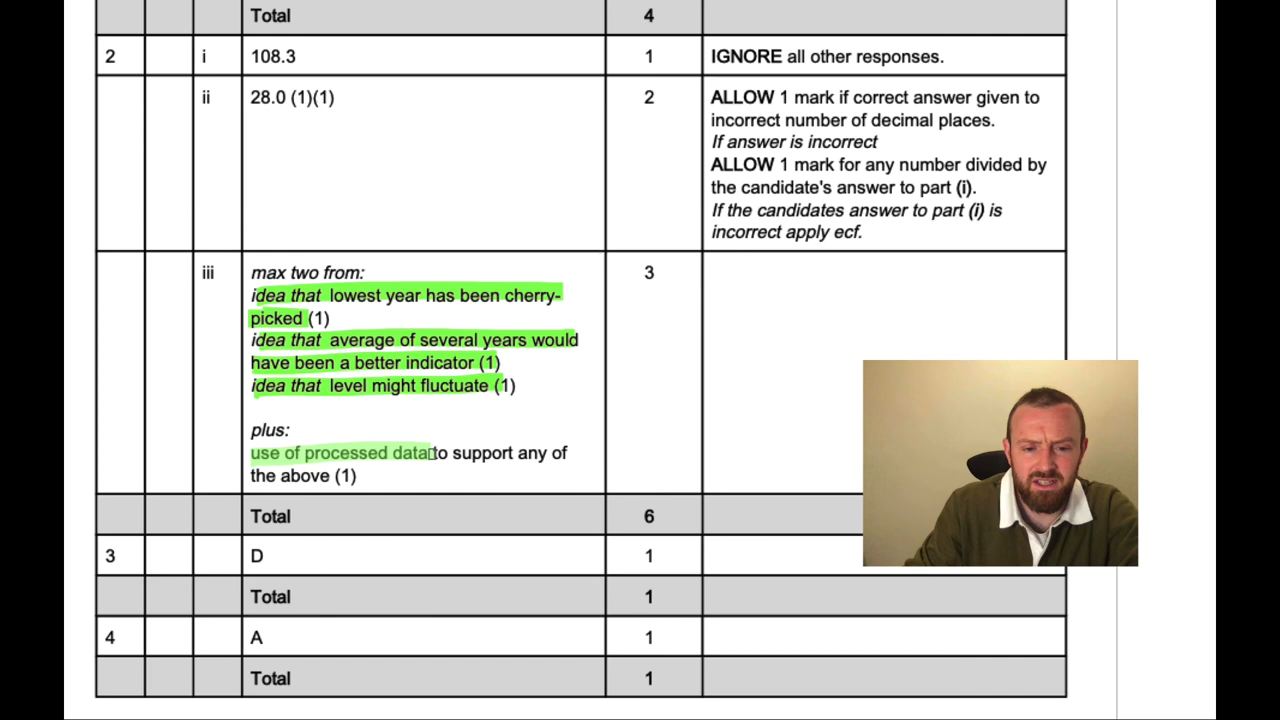 Total 4
2 i 108.3 1 IGNORE all other responses.
ii 28.0 (1)(1) 2 ALLOW 1 mark if correct answer given to
incorrect number of decimal places.
If answer is incorrect
ALLOW 1 mark for any number divided by
the candidate's answer to part (i).
If the candidates answer to part (i) is
incorrect apply ecf.
iii max two from: 3
idea that lowest year has been cherry-
picked (1)
idea that average of several years would
have been a better indicator (1)
idea that level might fluctuate (1)
plus:
use of processed data to support any of
the above (1)
Total 6
3 D 1
Total 1
4 A 1
Total 1